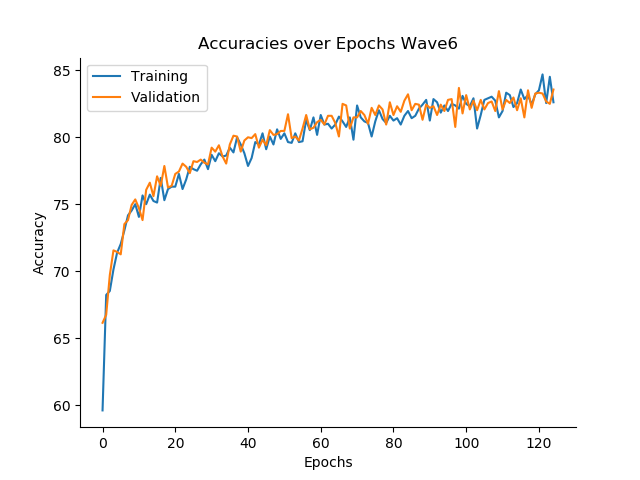 Accuracies over Epochs Wave6
Training
Validation
85
80
75
70
65
60
Accuracy
0 20 40 60 80 100 120
Epochs